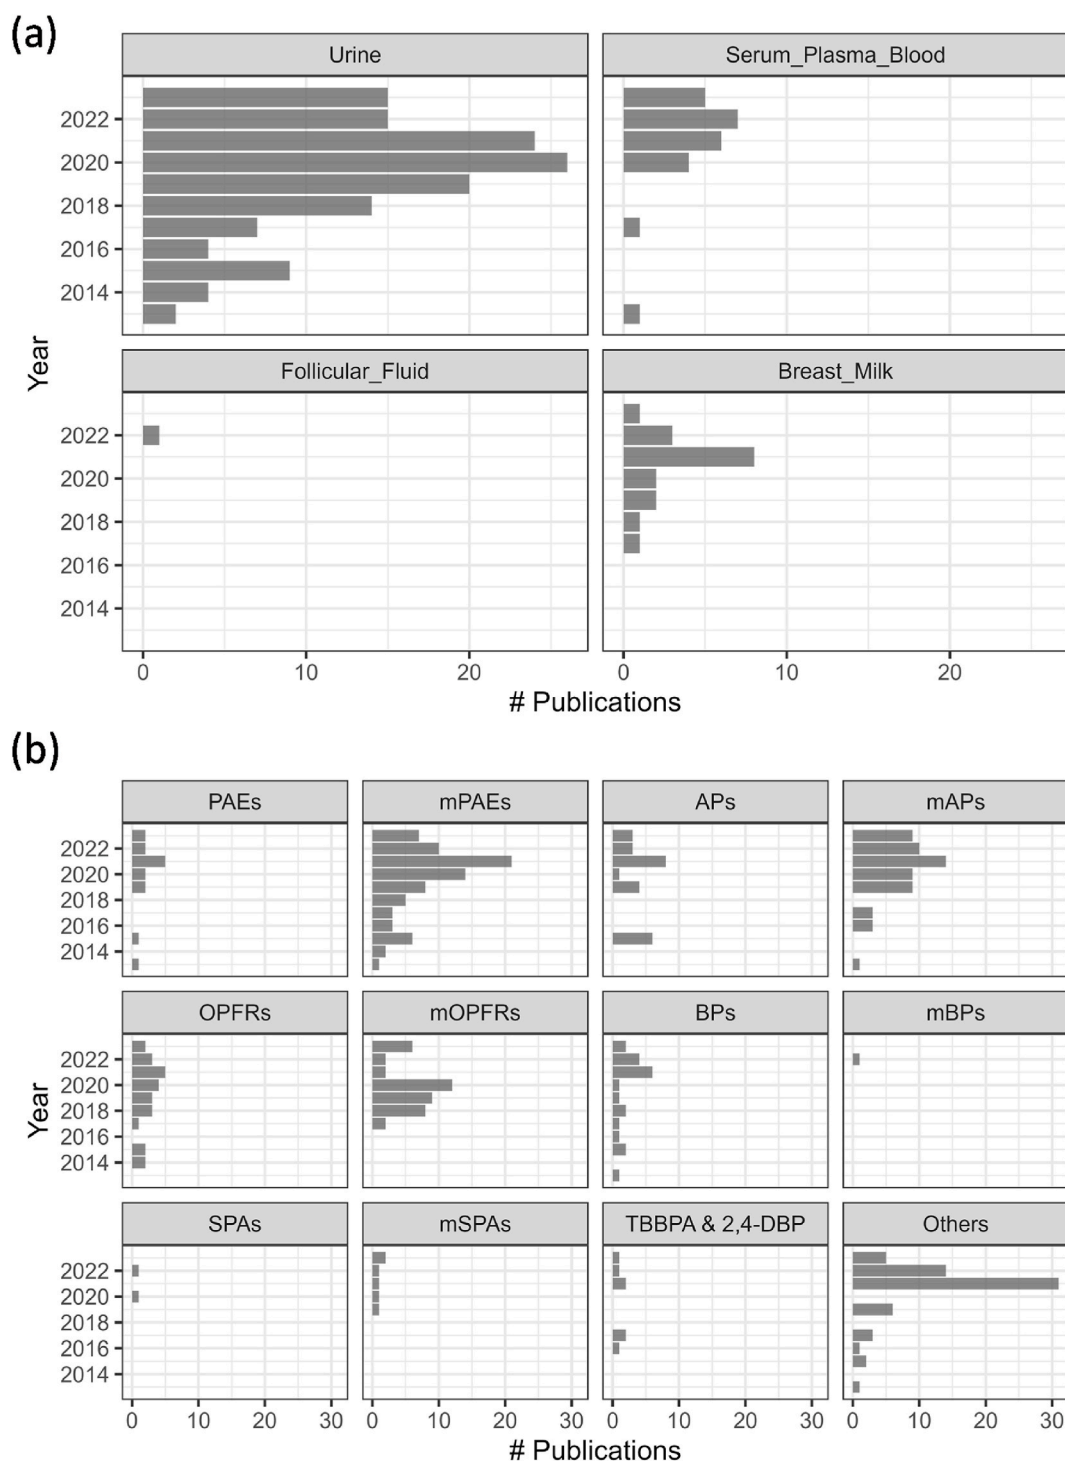 (a)
Urine Serum_Plasma_Blood
2022
2020
2018
2016
2014
Year
Follicular_Fluid Breast_Milk
2022
2020
2018
2016
2014
0 10 20 0 10 20
# Publications
(b)
PAEs mPAEs APs mAPs
2022
2020
2018
2016
2014
OPFRs mOPFRs BPs mBPs
Year
2022
2020
2018
2016
2014
SPAs mSPAs TBBPA & 2,4-DBP Others
2022
2020
2018
2016
2014
0 10 20 30 0 10 20 30 0 10 20 30 0 10 20 30
# Publications